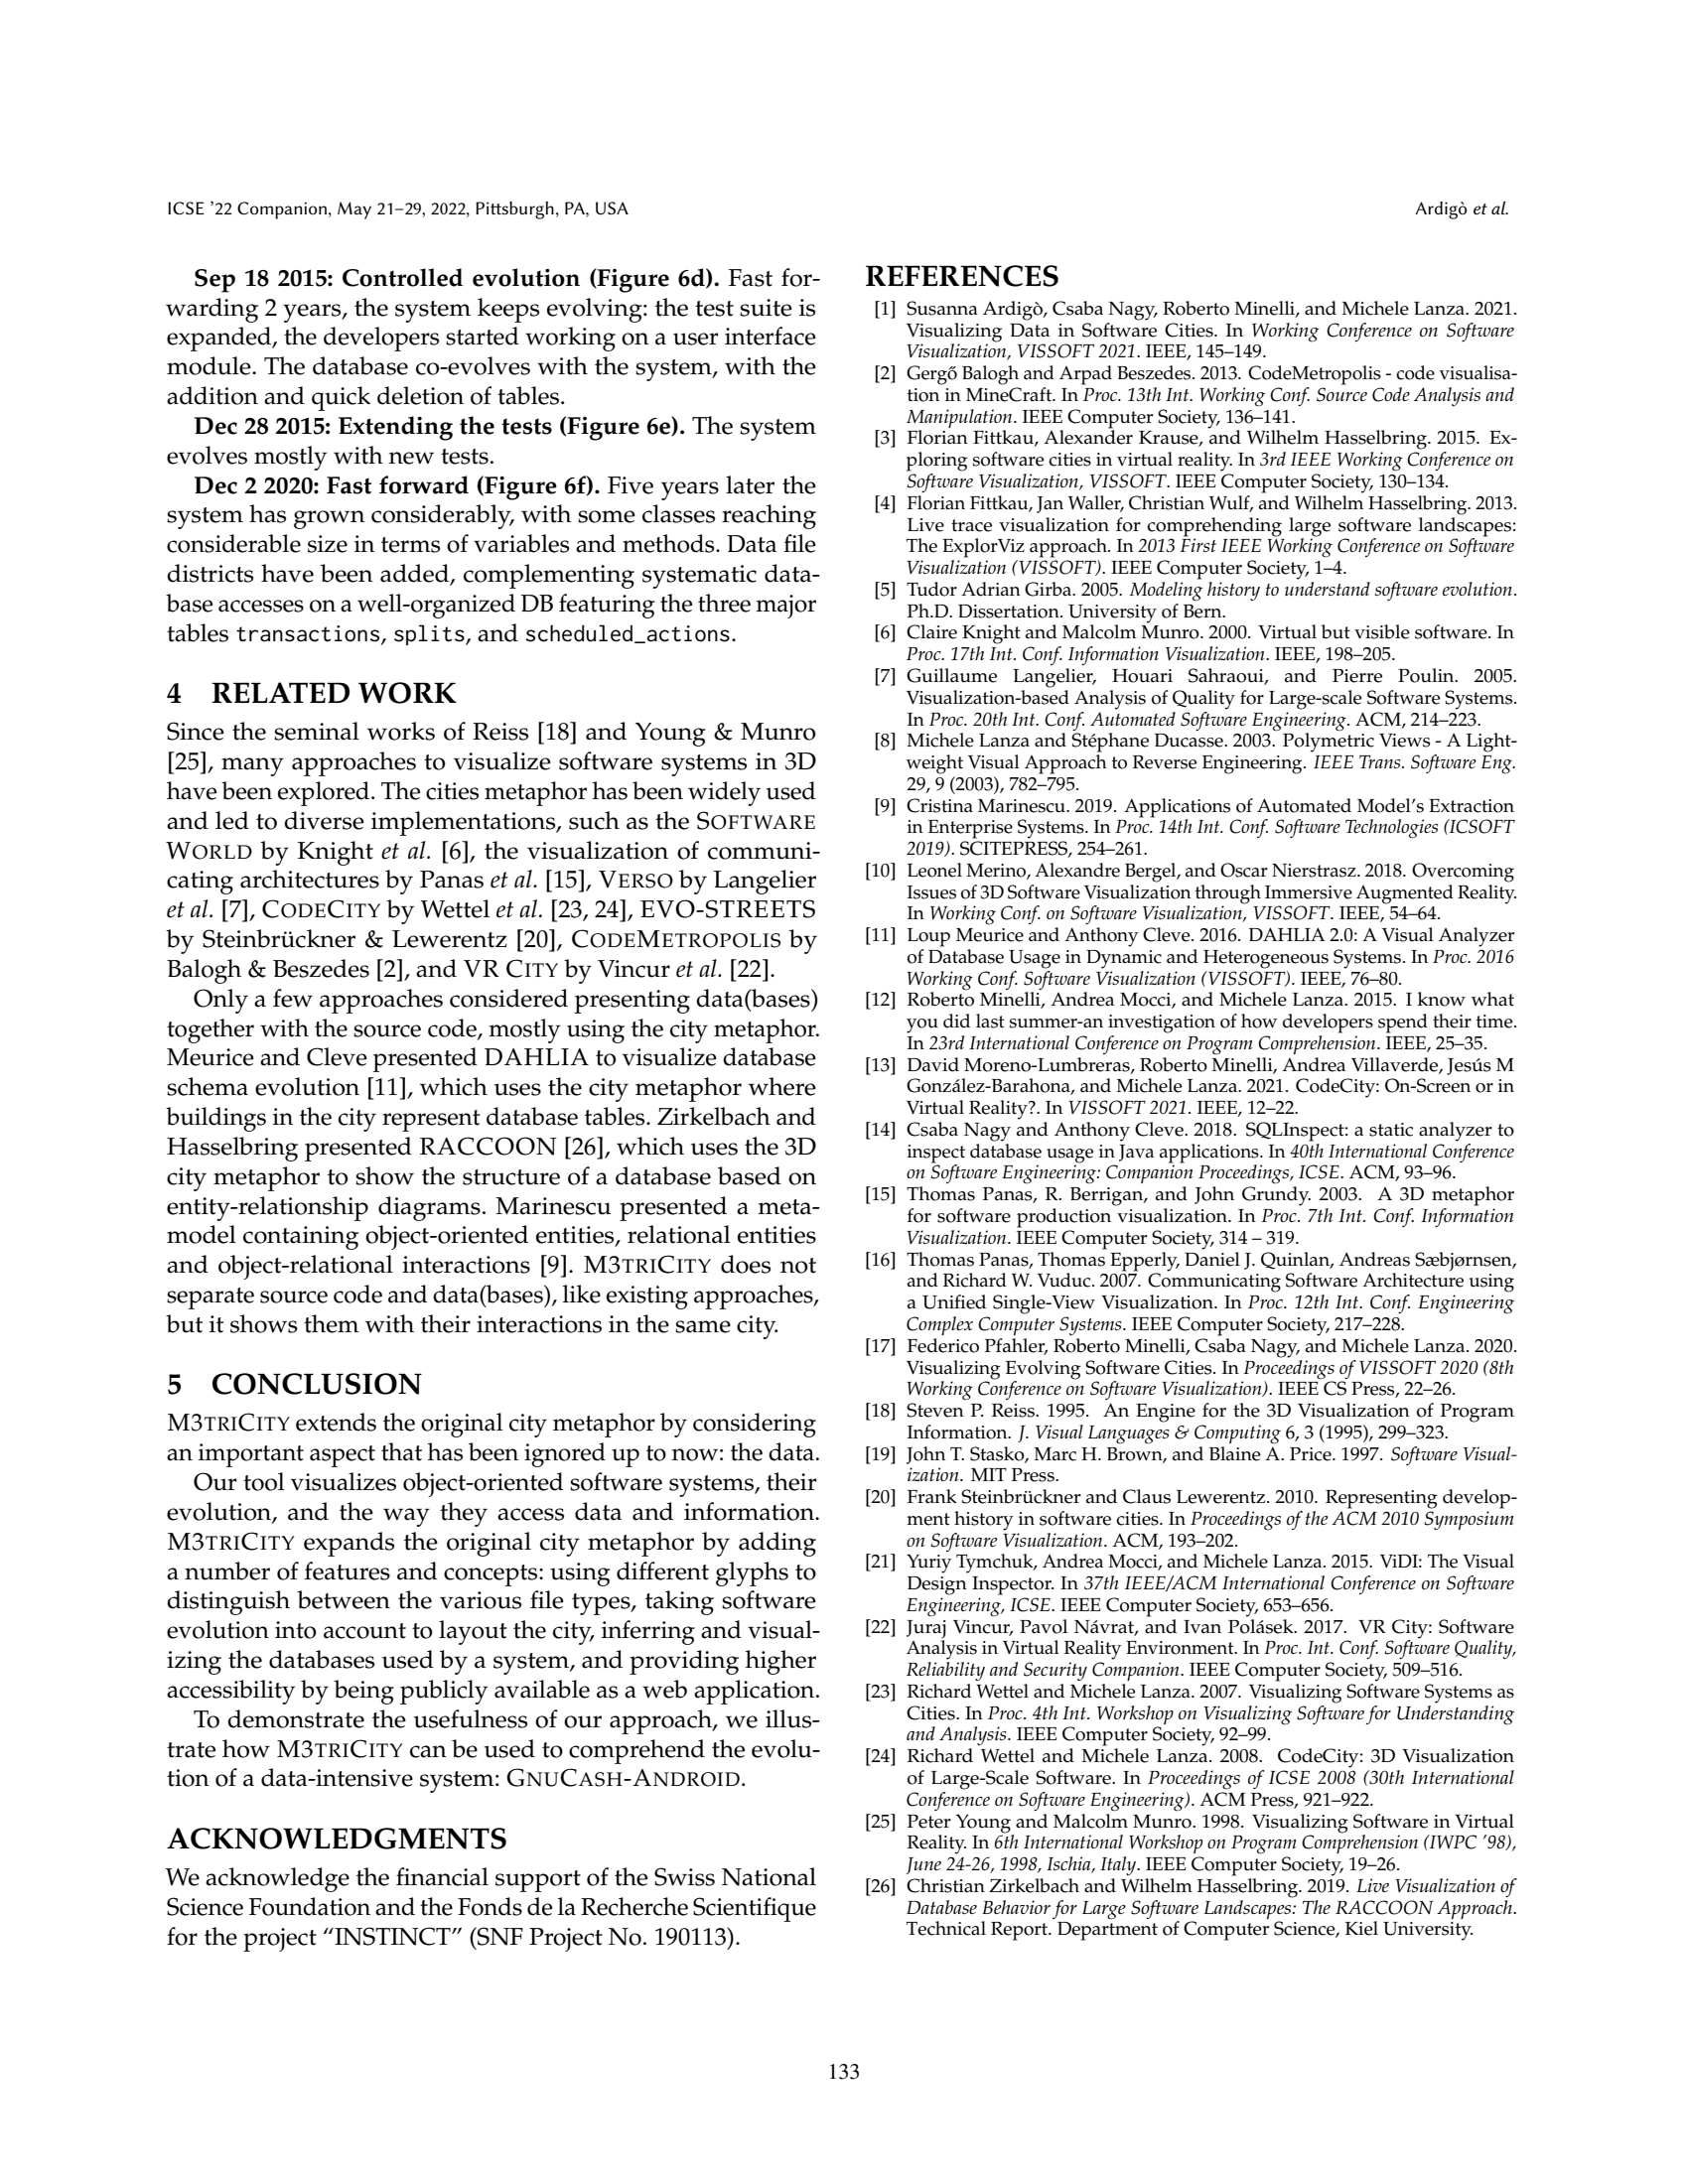 ICSE '22 Companion, May 21–29, 2022, Pittsburgh, PA, USA
Ardigò et al.
Sep 18 2015: Controlled evolution (Figure 6d). Fast for-
warding 2 years, the system keeps evolving: the test suite is
expanded, the developers started working on a user interface
module. The database co-evolves with the system, with the
addition and quick deletion of tables.
Dec 28 2015: Extending the tests (Figure 6e). The system
evolves mostly with new tests.
Dec 2 2020: Fast forward (Figure 6f). Five years later the
system has grown considerably, with some classes reaching
considerable size in terms of variables and methods. Data file
districts have been added, complementing systematic data-
base accesses on a well-organized DB featuring the three major
tables transactions, splits, and scheduled_actions.
4 RELATED WORK
Since the seminal works of Reiss [18] and Young & Munro
[25], many approaches to visualize software systems in 3D
have been explored. The cities metaphor has been widely used
and led to diverse implementations, such as the SOFTWARE
WORLD by Knight et al. [6], the visualization of communi-
cating architectures by Panas et al. [15], VERSO by Langelier
et al. [7], CODECITY by Wettel et al. [23, 24], EVO-STREETS
by Steinbrückner & Lewerentz [20], CODEMETROPOLIS by
Balogh & Beszedes [2], and VR CITY by Vincur et al. [22].
Only a few approaches considered presenting data(bases)
together with the source code, mostly using the city metaphor.
Meurice and Cleve presented DAHLIA to visualize database
schema evolution [11], which uses the city metaphor where
buildings in the city represent database tables. Zirkelbach and
Hasselbring presented RACCOON [26], which uses the 3D
city metaphor to show the structure of a database based on
entity-relationship diagrams. Marinescu presented a meta-
model containing object-oriented entities, relational entities
and object-relational interactions [9]. M3TRICITY does not
separate source code and data(bases), like existing approaches,
but it shows them with their interactions in the same city.
5 CONCLUSION
M3TRICITY extends the original city metaphor by considering
an important aspect that has been ignored up to now: the data.
Our tool visualizes object-oriented software systems, their
evolution, and the way they access data and information.
M3TRICITY expands the original city metaphor by adding
a number of features and concepts: using different glyphs to
distinguish between the various file types, taking software
evolution into account to layout the city, inferring and visual-
izing the databases used by a system, and providing higher
accessibility by being publicly available as a web application.
To demonstrate the usefulness of our approach, we illus-
trate how M3TRICITY can be used to comprehend the evolu-
tion of a data-intensive system: GNUCASH-ANDROID.
ACKNOWLEDGMENTS
We acknowledge the financial support of the Swiss National
Science Foundation and the Fonds de la Recherche Scientifique
for the project “INSTINCT” (SNF Project No. 190113).
REFERENCES
[1] Susanna Ardigò, Csaba Nagy, Roberto Minelli, and Michele Lanza. 2021.
Visualizing Data in Software Cities. In Working Conference on Software
Visualization, VISSOFT 2021. IEEE, 145–149.
[2] Gergő Balogh and Arpad Beszedes. 2013. CodeMetropolis - code visualisa-
tion in MineCraft. In Proc. 13th Int. Working Conf. Source Code Analysis and
Manipulation. IEEE Computer Society, 136–141.
[3] Florian Fittkau, Alexander Krause, and Wilhelm Hasselbring. 2015. Ex-
ploring software cities in virtual reality. In 3rd IEEE Working Conference on
Software Visualization, VISSOFT. IEEE Computer Society, 130–134.
[4] Florian Fittkau, Jan Waller, Christian Wulf, and Wilhelm Hasselbring. 2013.
Live trace visualization for comprehending large software landscapes:
The ExplorViz approach. In 2013 First IEEE Working Conference on Software
Visualization (VISSOFT). IEEE Computer Society, 1–4.
[5] Tudor Adrian Girba. 2005. Modeling history to understand software evolution.
Ph.D. Dissertation. University of Bern.
[6] Claire Knight and Malcolm Munro. 2000. Virtual but visible software. In
Proc. 17th Int. Conf. Information Visualization. IEEE, 198–205.
[7] Guillaume Langelier, Houari Sahraoui, and Pierre Poulin. 2005.
Visualization-based Analysis of Quality for Large-scale Software Systems.
In Proc. 20th Int. Conf. Automated Software Engineering. ACM, 214–223.
[8] Michele Lanza and Stéphane Ducasse. 2003. Polymetric Views - A Light-
weight Visual Approach to Reverse Engineering. IEEE Trans. Software Eng.
29, 9 (2003), 782–795.
[9] Cristina Marinescu. 2019. Applications of Automated Model's Extraction
in Enterprise Systems. In Proc. 14th Int. Conf. Software Technologies (ICSOFT
2019). SCITEPRESS, 254–261.
[10] Leonel Merino, Alexandre Bergel, and Oscar Nierstrasz. 2018. Overcoming
Issues of 3D Software Visualization through Immersive Augmented Reality.
In Working Conf. on Software Visualization, VISSOFT. IEEE, 54–64.
[11] Loup Meurice and Anthony Cleve. 2016. DAHLIA 2.0: A Visual Analyzer
of Database Usage in Dynamic and Heterogeneous Systems. In Proc. 2016
Working Conf. Software Visualization (VISSOFT). IEEE, 76–80.
[12] Roberto Minelli, Andrea Mocci, and Michele Lanza. 2015. I know what
you did last summer-an investigation of how developers spend their time.
In 23rd International Conference on Program Comprehension. IEEE, 25–35.
[13] David Moreno-Lumbreras, Roberto Minelli, Andrea Villaverde, Jesús M
González-Barahona, and Michele Lanza. 2021. CodeCity: On-Screen or in
Virtual Reality?. In VISSOFT 2021. IEEE, 12–22.
[14] Csaba Nagy and Anthony Cleve. 2018. SQLInspect: a static analyzer to
inspect database usage in Java applications. In 40th International Conference
on Software Engineering: Companion Proceedings, ICSE. ACM, 93–96.
[15] Thomas Panas, R. Berrigan, and John Grundy. 2003. A 3D metaphor
for software production visualization. In Proc. 7th Int. Conf. Information
Visualization. IEEE Computer Society, 314 – 319.
[16] Thomas Panas, Thomas Epperly, Daniel J. Quinlan, Andreas Sæbjørnsen,
and Richard W. Vuduc. 2007. Communicating Software Architecture using
a Unified Single-View Visualization. In Proc. 12th Int. Conf. Engineering
Complex Computer Systems. IEEE Computer Society, 217–228.
[17] Federico Pfahler, Roberto Minelli, Csaba Nagy, and Michele Lanza. 2020.
Visualizing Evolving Software Cities. In Proceedings of VISSOFT 2020 (8th
Working Conference on Software Visualization). IEEE CS Press, 22–26.
[18] Steven P. Reiss. 1995. An Engine for the 3D Visualization of Program
Information. J. Visual Languages & Computing 6, 3 (1995), 299–323.
[19] John T. Stasko, Marc H. Brown, and Blaine A. Price. 1997. Software Visual-
ization. MIT Press.
[20] Frank Steinbrückner and Claus Lewerentz. 2010. Representing develop-
ment history in software cities. In Proceedings of the ACM 2010 Symposium
on Software Visualization. ACM, 193–202.
[21] Yuriy Tymchuk, Andrea Mocci, and Michele Lanza. 2015. ViDI: The Visual
Design Inspector. In 37th IEEE/ACM International Conference on Software
Engineering, ICSE. IEEE Computer Society, 653–656.
[22] Juraj Vincur, Pavol Návrat, and Ivan Polásek. 2017. VR City: Software
Analysis in Virtual Reality Environment. In Proc. Int. Conf. Software Quality,
Reliability and Security Companion. IEEE Computer Society, 509–516.
[23] Richard Wettel and Michele Lanza. 2007. Visualizing Software Systems as
Cities. In Proc. 4th Int. Workshop on Visualizing Software for Understanding
and Analysis. IEEE Computer Society, 92–99.
[24] Richard Wettel and Michele Lanza. 2008. CodeCity: 3D Visualization
of Large-Scale Software. In Proceedings of ICSE 2008 (30th International
Conference on Software Engineering). ACM Press, 921–922.
[25] Peter Young and Malcolm Munro. 1998. Visualizing Software in Virtual
Reality. In 6th International Workshop on Program Comprehension (IWPC '98),
June 24-26, 1998, Ischia, Italy. IEEE Computer Society, 19–26.
[26] Christian Zirkelbach and Wilhelm Hasselbring. 2019. Live Visualization of
Database Behavior for Large Software Landscapes: The RACCOON Approach.
Technical Report. Department of Computer Science, Kiel University.
133